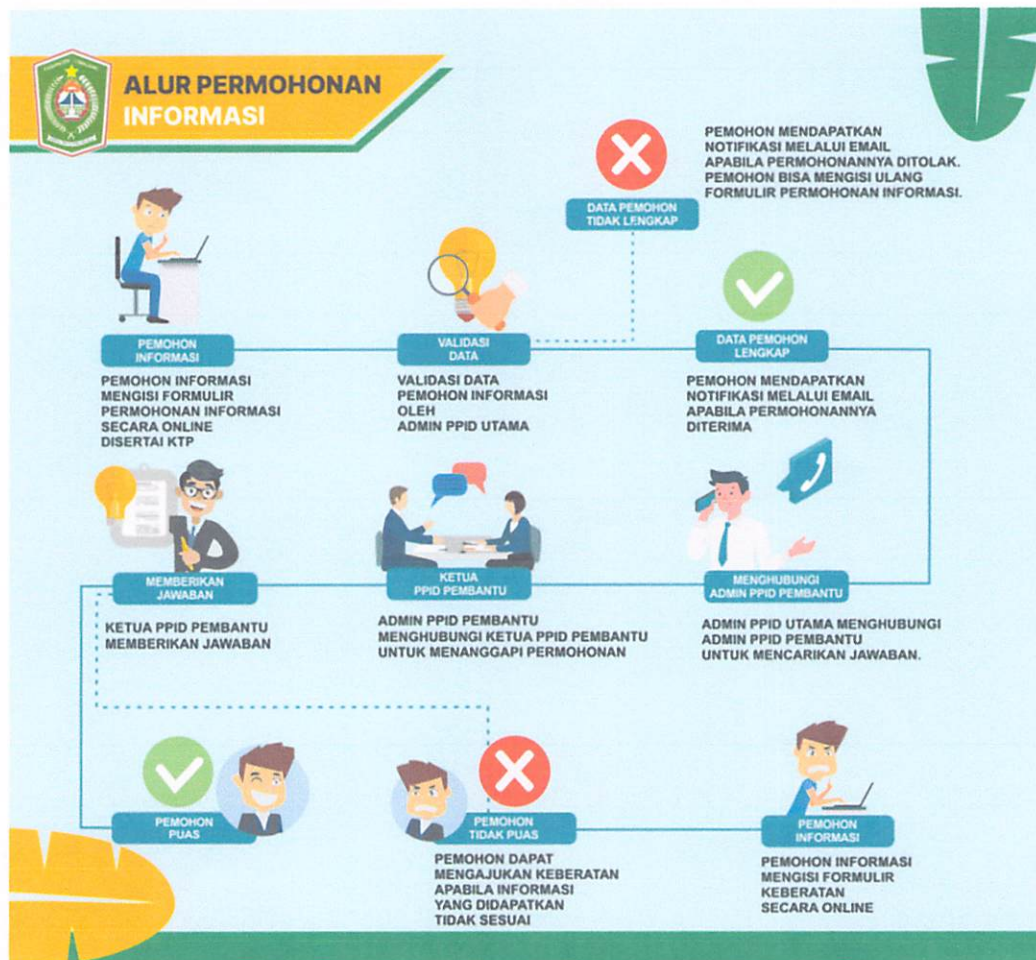 ALUR PERMOHONAN
INFORMASI
PEMOHON MENDAPATKAN
NOTIFIKASI MELALUI EMAIL
APABILA PERMOHONANNYA DITOLAK.
PEMOHON BISA MENGISI ULANG
FORMULIR PERMOHONAN INFORMASI.
DATA PEMOHON
TIDAK LENGKAP
PEMOHON
INFORMASI
PEMOHON INFORMASI
MENGISI FORMULIR
PERMOHONAN INFORMASI
SECARA ONLINE
DISERTAI KTP
VALIDASI
DATA
VALIDASI DATA
PEMOHON INFORMASI
OLEH
ADMIN PPID UTAMA
DATA PEMOHON
LENGKAP
PEMOHON MENDAPATKAN
NOTIFIKASI MELALUI EMAIL
APABILA PERMOHONANNYA
DITERIMA
MENGHUBUNGI
ADMIN PPID PEMBANTU
ADMIN PPID UTAMA MENGHUBUNGI
ADMIN PPID PEMBANTU
UNTUK MENCARIKAN JAWABAN.
KETUA
PPID PEMBANTU
ADMIN PPID PEMBANTU
MENGHUBUNGI KETUA PPID PEMBANTU
UNTUK MENANGGAPI PERMOHONAN
MEMBERIKAN
JAWABAN
KETUA PPID PEMBANTU
MEMBERIKAN JAWABAN
PEMOHON
PUAS
PEMOHON
TIDAK PUAS
PEMOHON DAPAT
MENGAJUKAN KEBERATAN
APABILA INFORMASI
YANG DIDAPATKAN
TIDAK SESUAI
PEMOHON
INFORMASI
PEMOHON INFORMASI
MENGISI FORMULIR
KEBERATAN
SECARA ONLINE